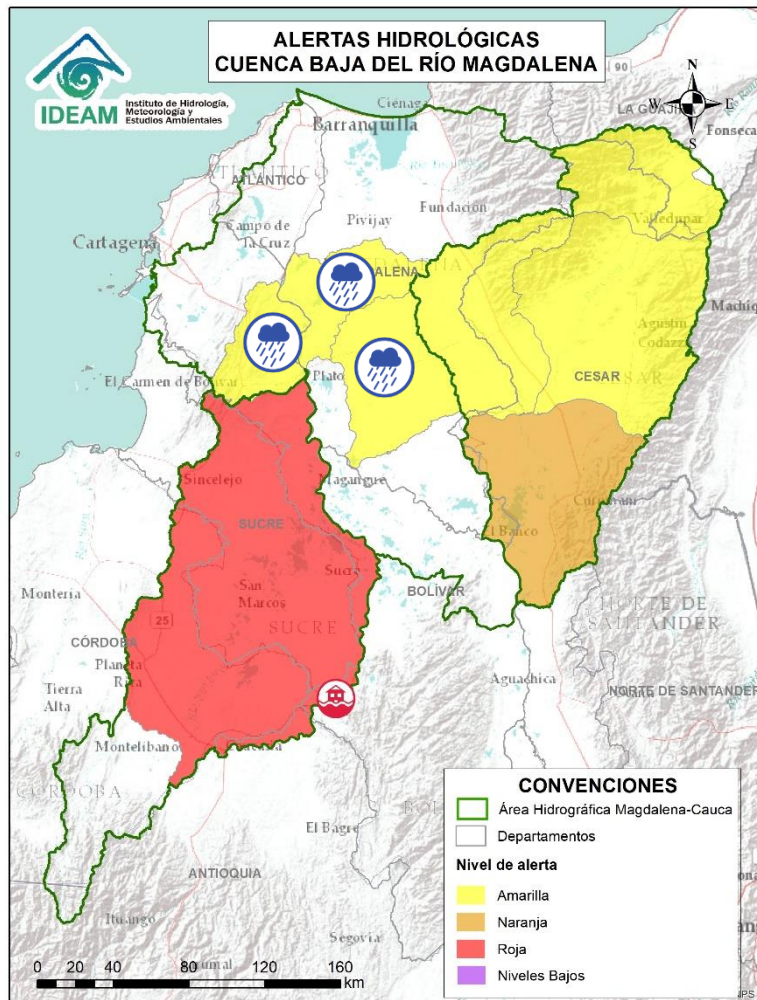 ALERTAS HIDROLÓGICAS
CUENCA BAJA DEL RÍO MAGDALENA
IDEAM
Instituto de Hidrología,
Meteorología y
Estudios Ambientales
N
W
E
S
90
LA GUAJIRA
Fonseca
Ciénaga
Barranquilla
ATLÁNTICO
Valledupar
Fundación
Pivijay
Campo de
la Cruz
Cartagena
Agustín
Codazzi
CESAR
El Carmen de Bolívar
Plato
Sincelejo
Magangué
SUCRE
El Banco
Sucre
San
Marcos
SUCRE
BOLÍVAR
Montería
25
CÓRDOBA
Planeta
Rica
NORTE DE
SANTANDER
NORTE DE SANTANDER
Tierra
Alta
Aguachica
Montelíbano
CÓRDOBA
El Bagre
ANTIOQUIA
Ituango
Segovia
0 20 40 80 120 160
km
CONVENCIONES
Área Hidrográfica Magdalena-Cauca
Departamentos
Nivel de alerta
Amarilla
Naranja
Roja
Niveles Bajos